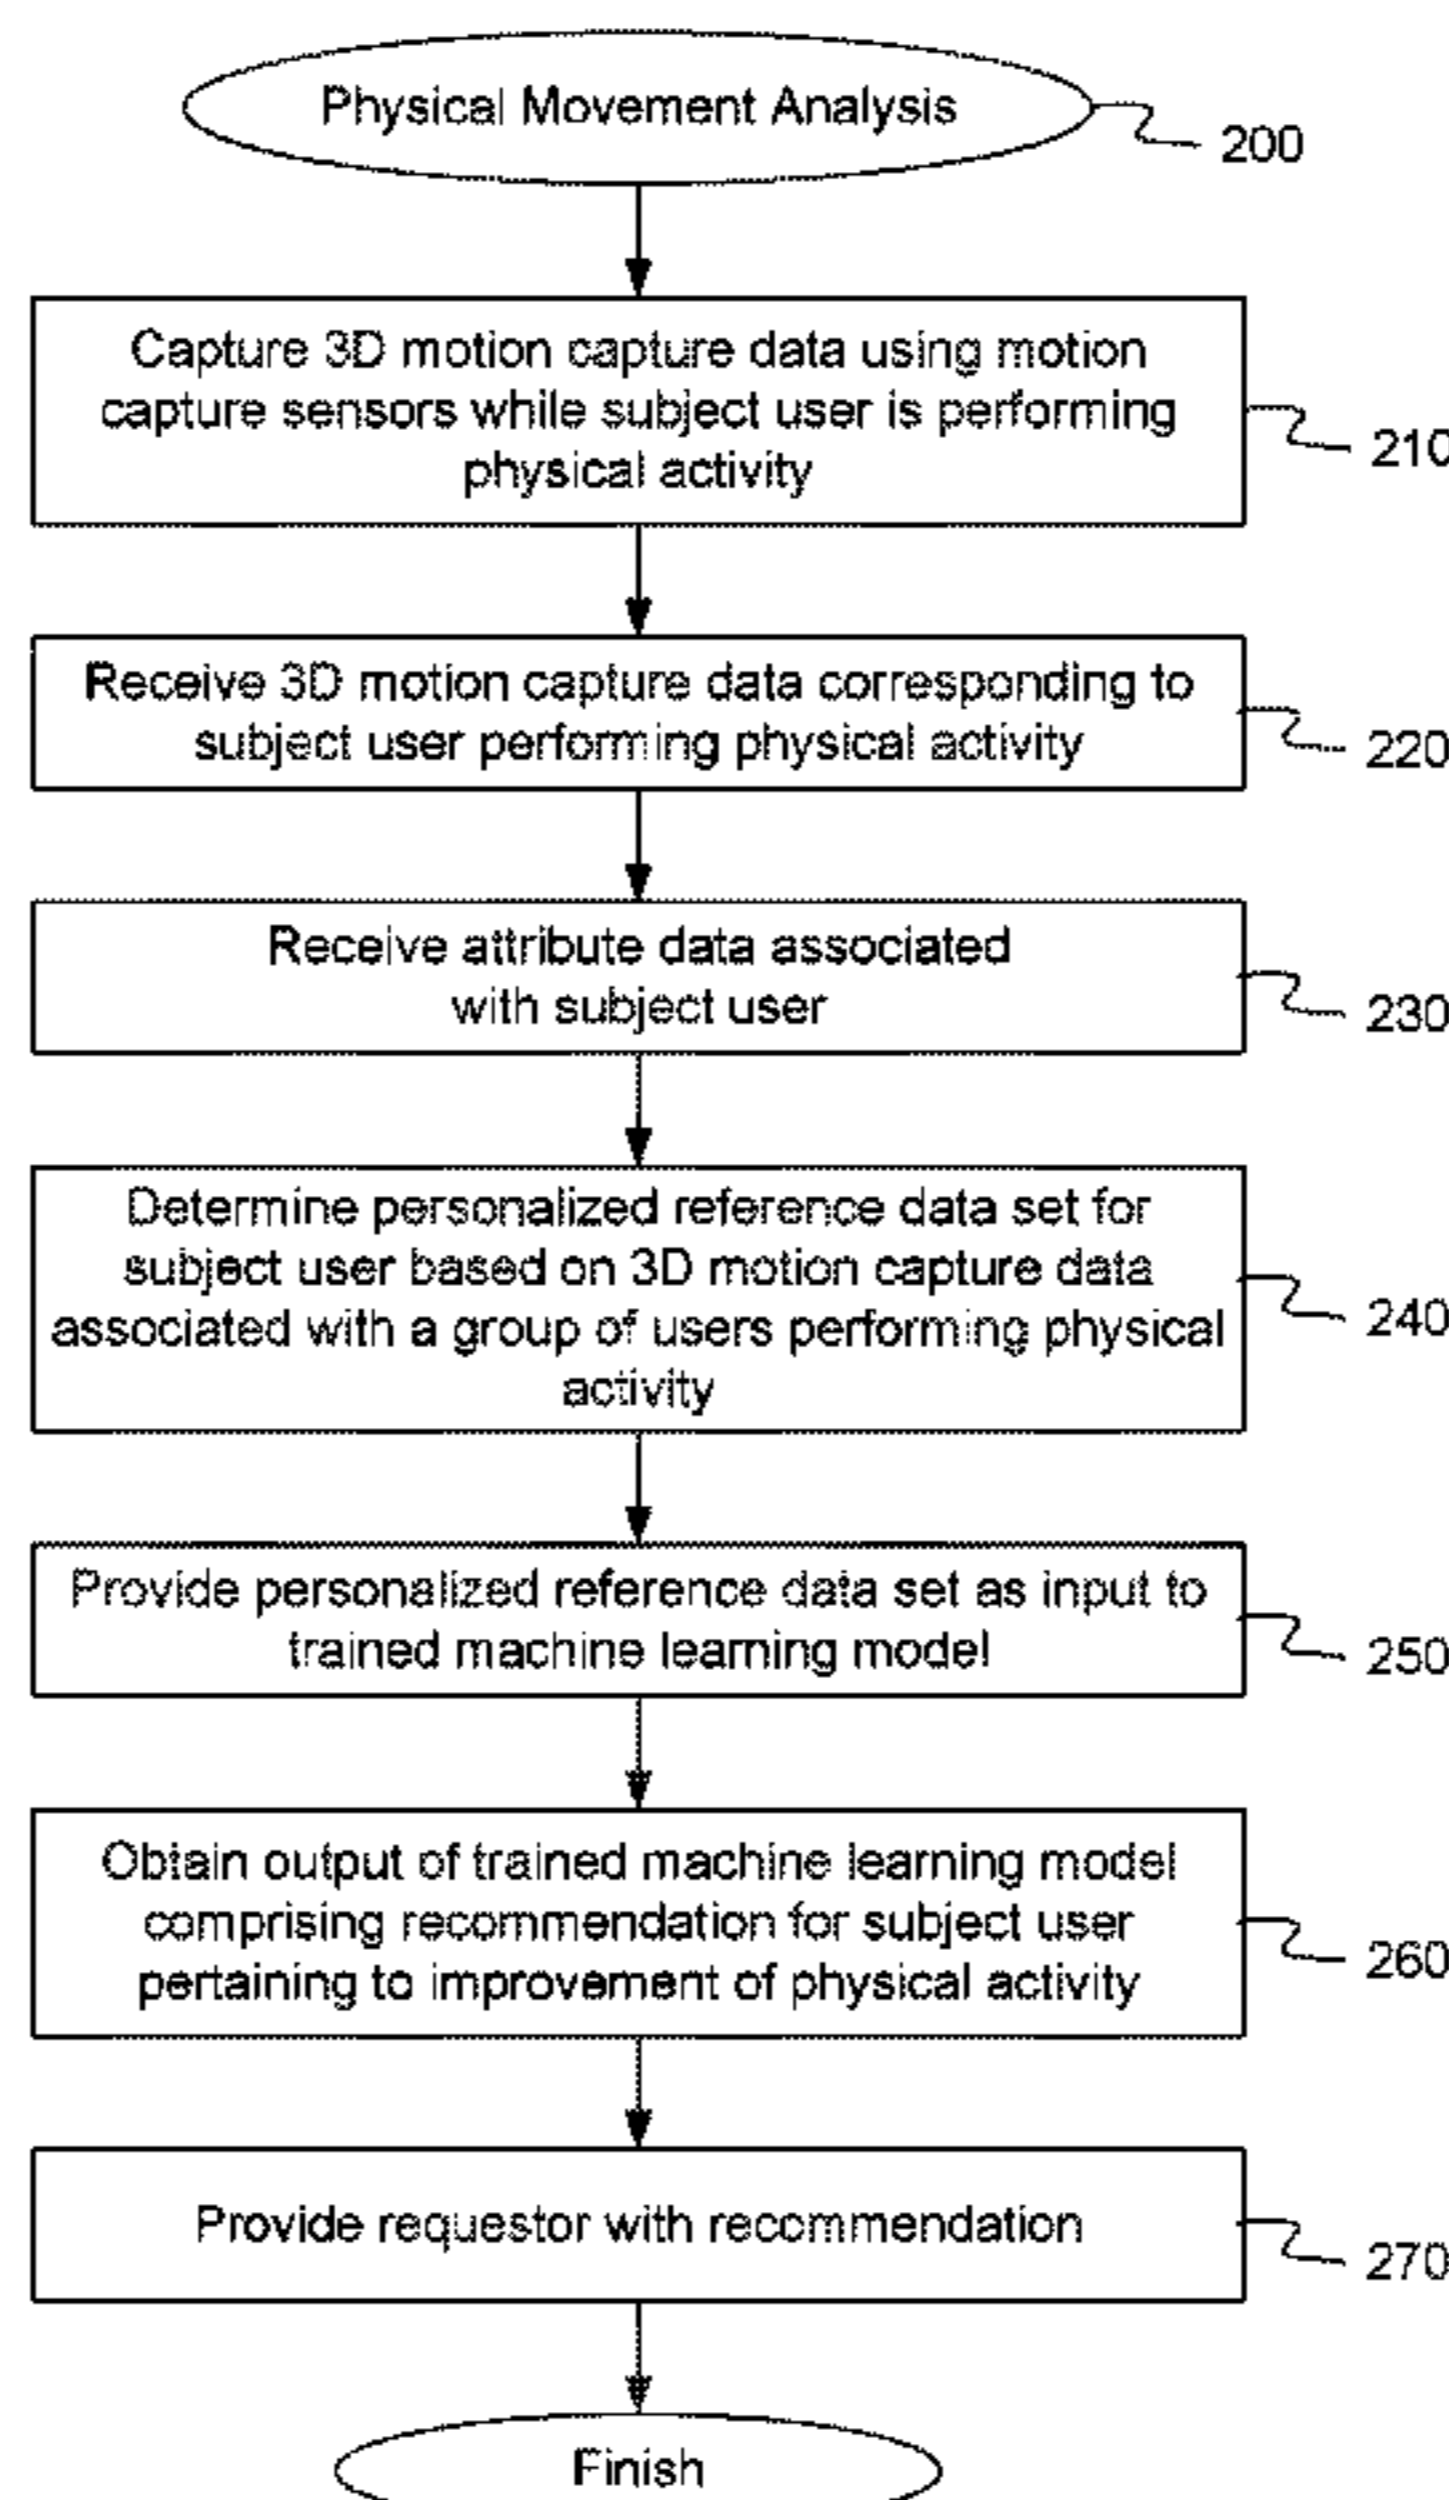 Physical Movement Analysis
200
Capture 3D motion capture data using motion
capture sensors while subject user is performing
physical activity
210
Receive 3D motion capture data corresponding to
subject user performing physical activity
220
Receive attribute data associated
with subject user
230
Determine personalized reference data set for
subject user based on 3D motion capture data
associated with a group of users performing physical
activity
240
Provide personalized reference data set as input to
trained machine learning model
250
Obtain output of trained machine learning model
comprising recommendation for subject user
pertaining to improvement of physical activity
260
Provide requestor with recommendation
270
Finish